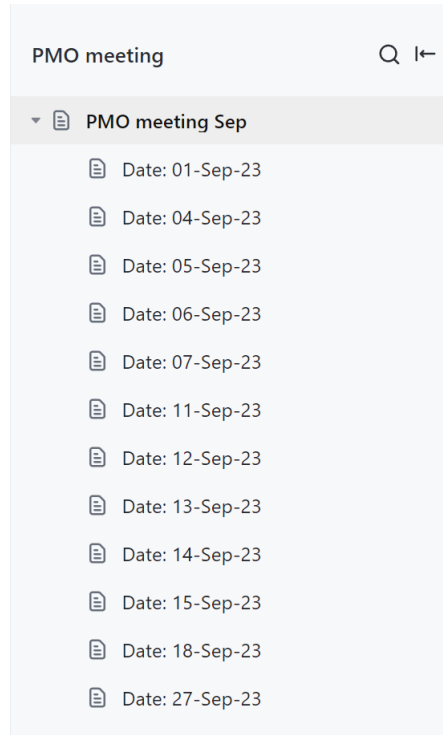 PMO meeting
PMO meeting Sep
Date: 01-Sep-23
Date: 04-Sep-23
Date: 05-Sep-23
Date: 06-Sep-23
Date: 07-Sep-23
Date: 11-Sep-23
Date: 12-Sep-23
Date: 13-Sep-23
Date: 14-Sep-23
Date: 15-Sep-23
Date: 18-Sep-23
Date: 27-Sep-23